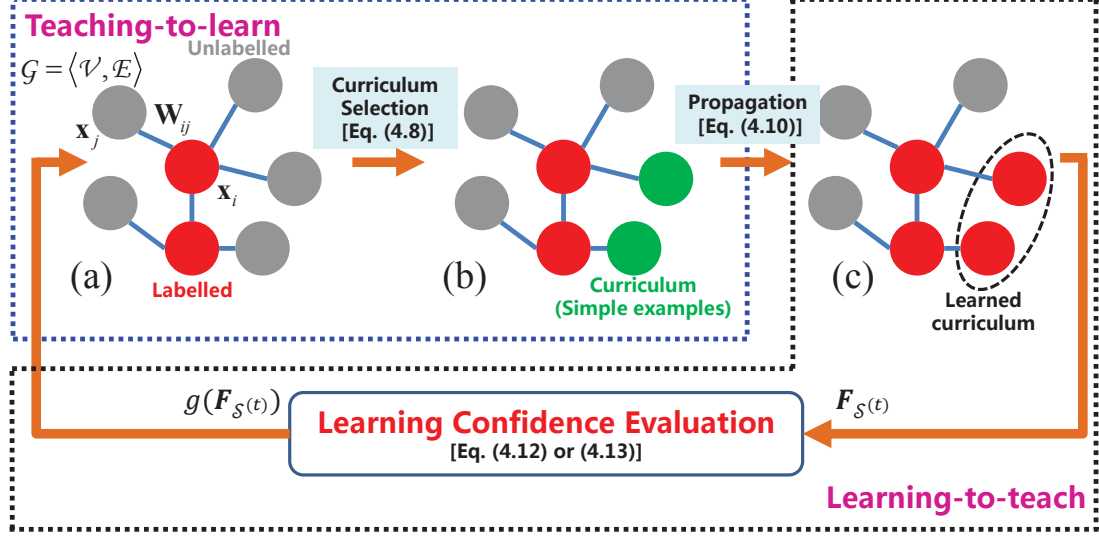 Teaching-to-learn
Unlabelled
𝒢 = ⟨𝒱, ℰ⟩
x_j
W_ij
x_i
(a)
Labelled
Curriculum
Selection
[Eq. (4.8)]
(b)
Curriculum
(Simple examples)
Propagation
[Eq. (4.10)]
(c)
Learned
curriculum
g(F_𝒮(t))
Learning Confidence Evaluation
[Eq. (4.12) or (4.13)]
F_𝒮(t)
Learning-to-teach